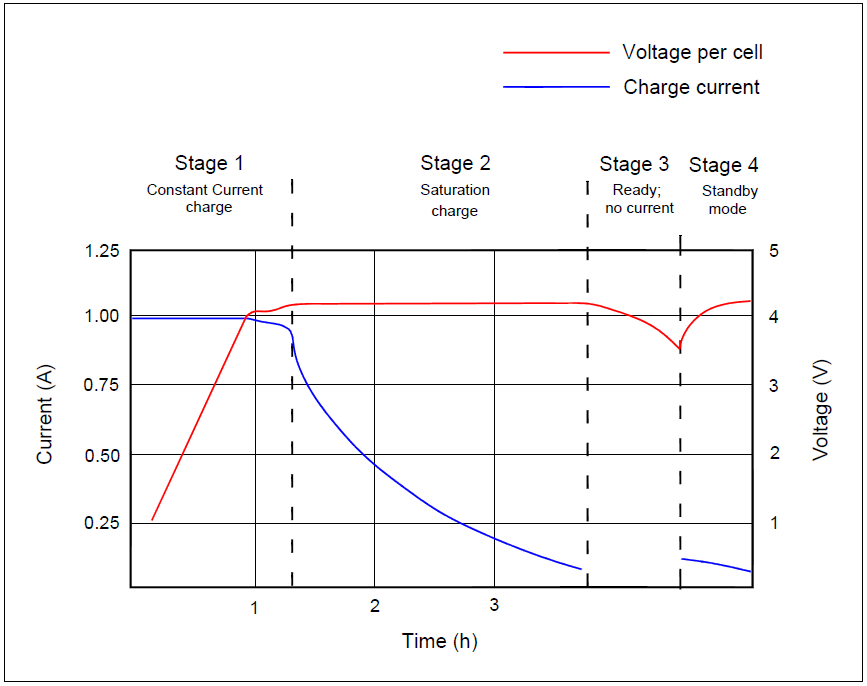 Voltage per cell
Charge current
Stage 1
Constant Current
charge
Stage 2
Saturation
charge
Stage 3
Ready;
no current
Stage 4
Standby
mode
1.25
1.00
0.75
0.50
0.25
Current (A)
5
4
3
2
1
Voltage (V)
1
2
3
Time (h)